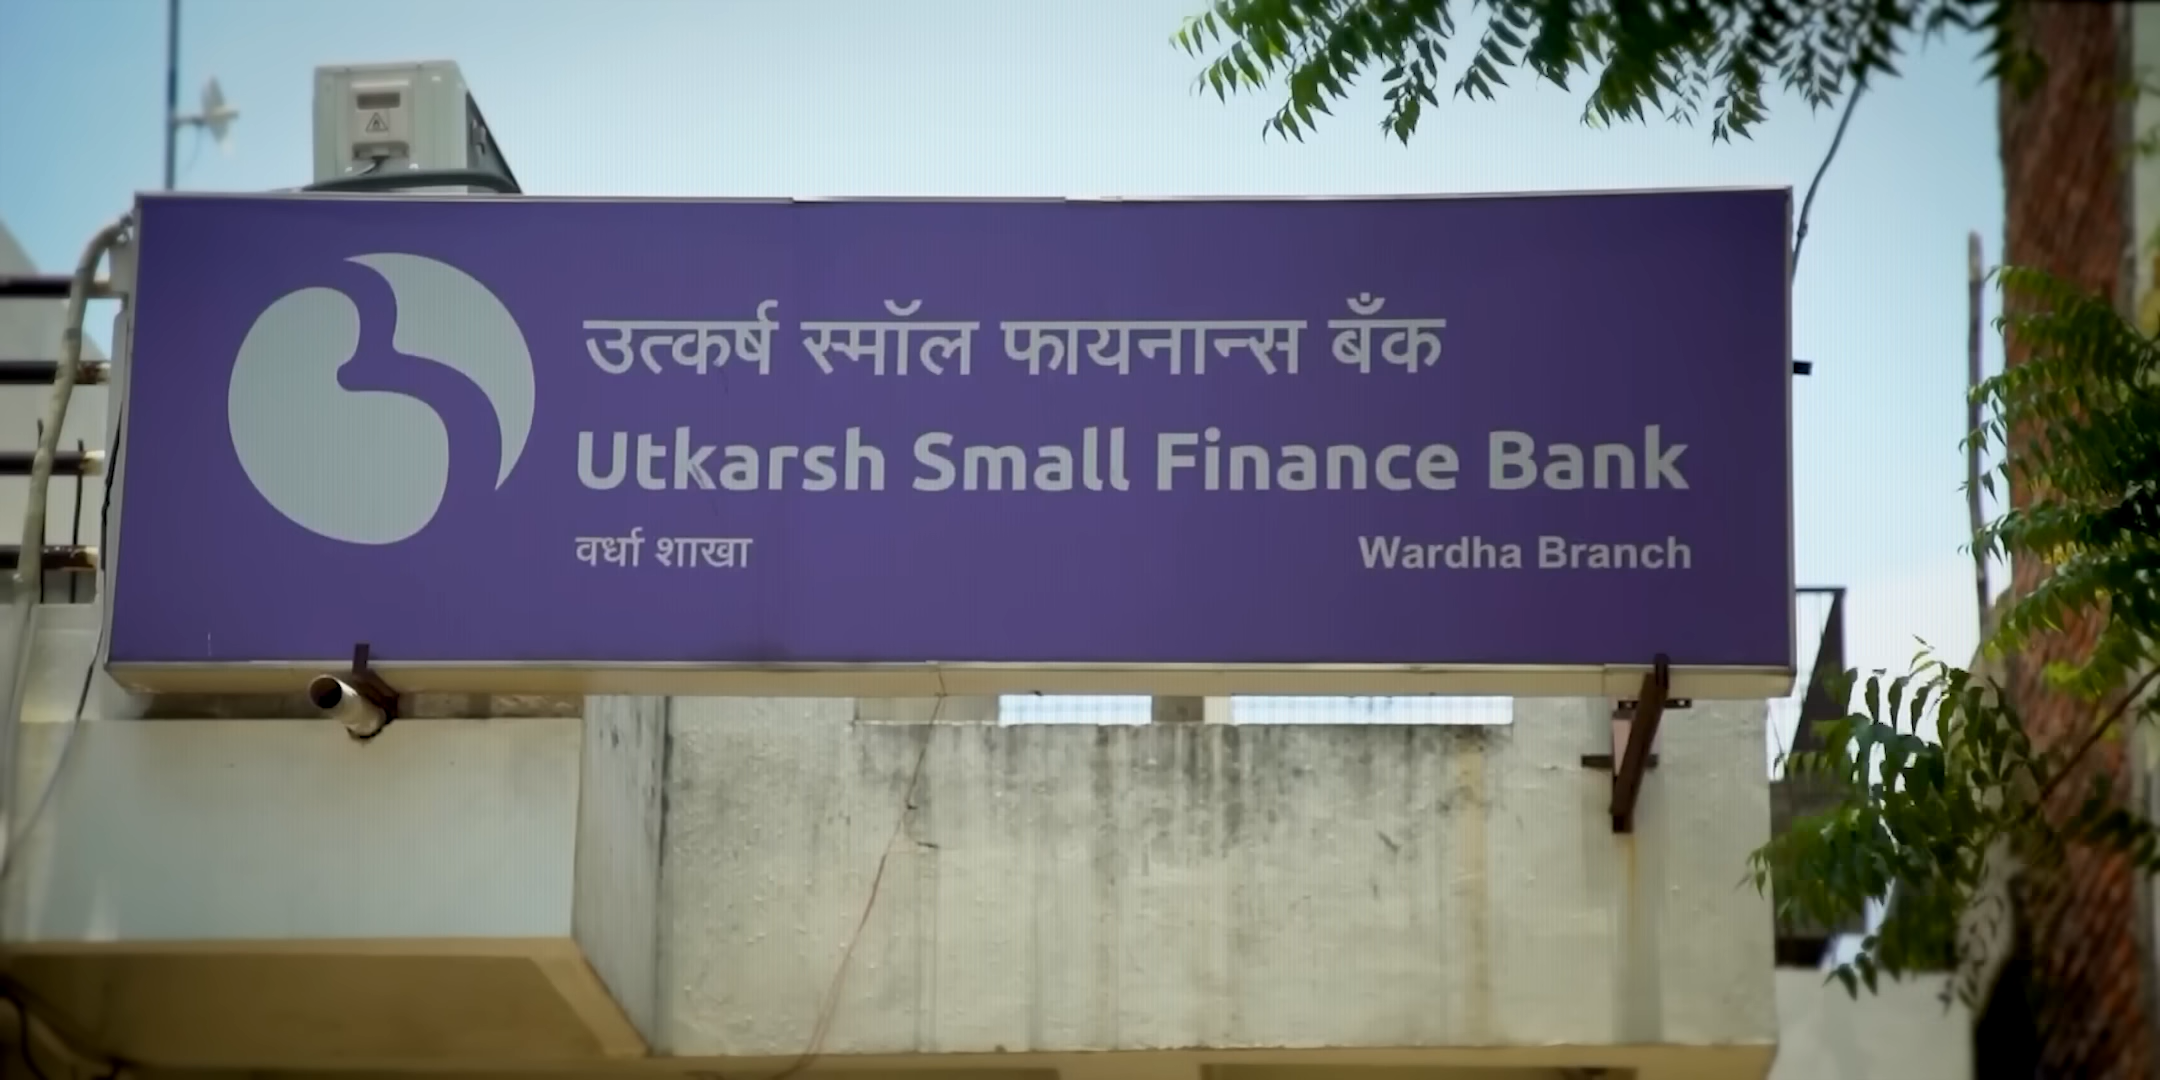 उत्कर्ष स्मॉल फायनान्स बँक
Utkarsh Small Finance Bank
वर्धा शाखा Wardha Branch